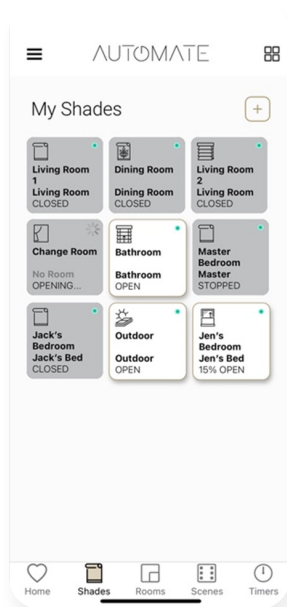 AUTOMATE
My Shades
+
Living Room
1
Living Room
CLOSED
Dining Room
Dining Room
CLOSED
Living Room
2
Living Room
CLOSED
Change Room
No Room
OPENING...
Bathroom
Bathroom
OPEN
Master
Bedroom
Master
STOPPED
Jack's
Bedroom
Jack's Bed
CLOSED
Outdoor
Outdoor
OPEN
Jen's
Bedroom
Jen's Bed
15% OPEN
Home
Shades
Rooms
Scenes
Timers